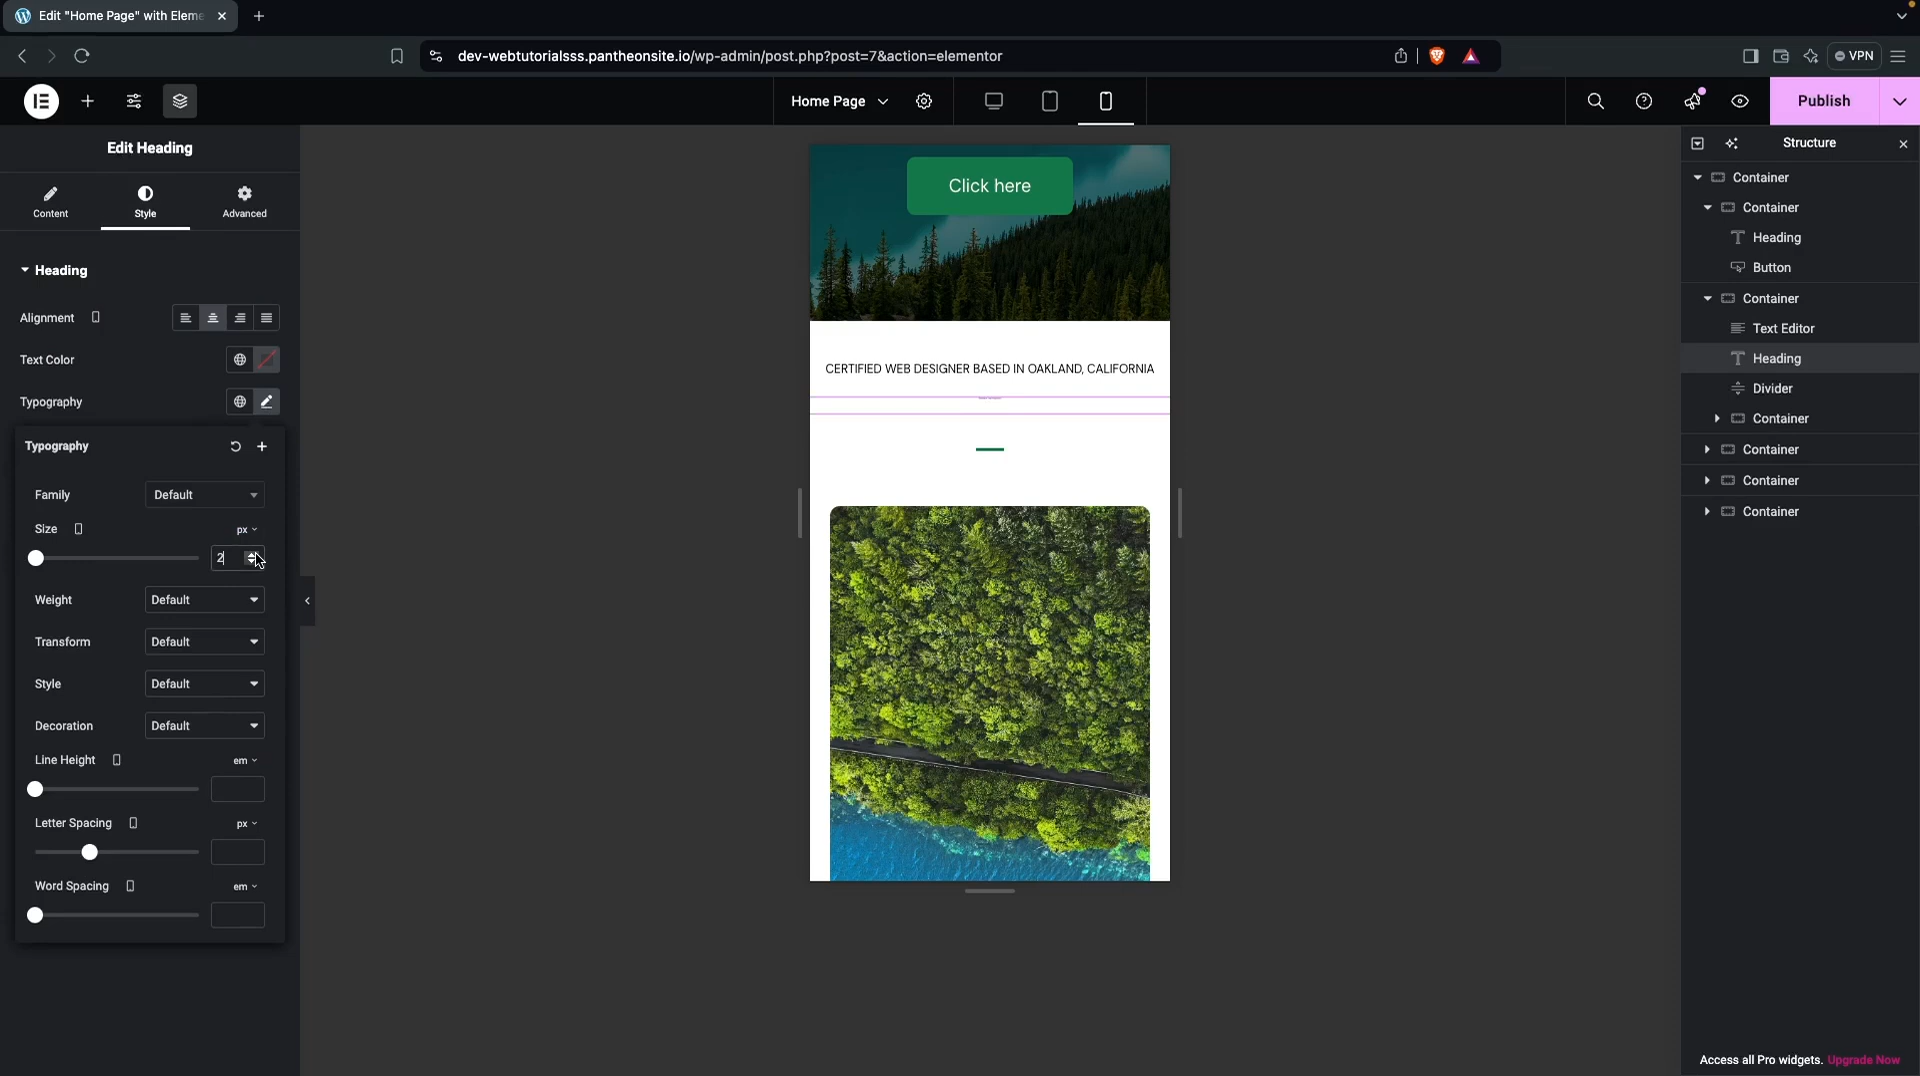 Edit "Home Page" with Eleme
dev-webtutorialsss.pantheonsite.io/wp-admin/post.php?post=7&action=elementor
VPN
Home Page
Publish
Edit Heading
Content
Style
Advanced
Heading
Alignment
Text Color
Typography
Typography
Family
Default
Size
px
2
Weight
Default
Transform
Default
Style
Default
Decoration
Default
Line Height
em
Letter Spacing
px
Word Spacing
em
Click here
CERTIFIED WEB DESIGNER BASED IN OAKLAND, CALIFORNIA
Structure
Container
Container
Heading
Button
Container
Text Editor
Heading
Divider
Container
Container
Container
Container
Access all Pro widgets. Upgrade Now